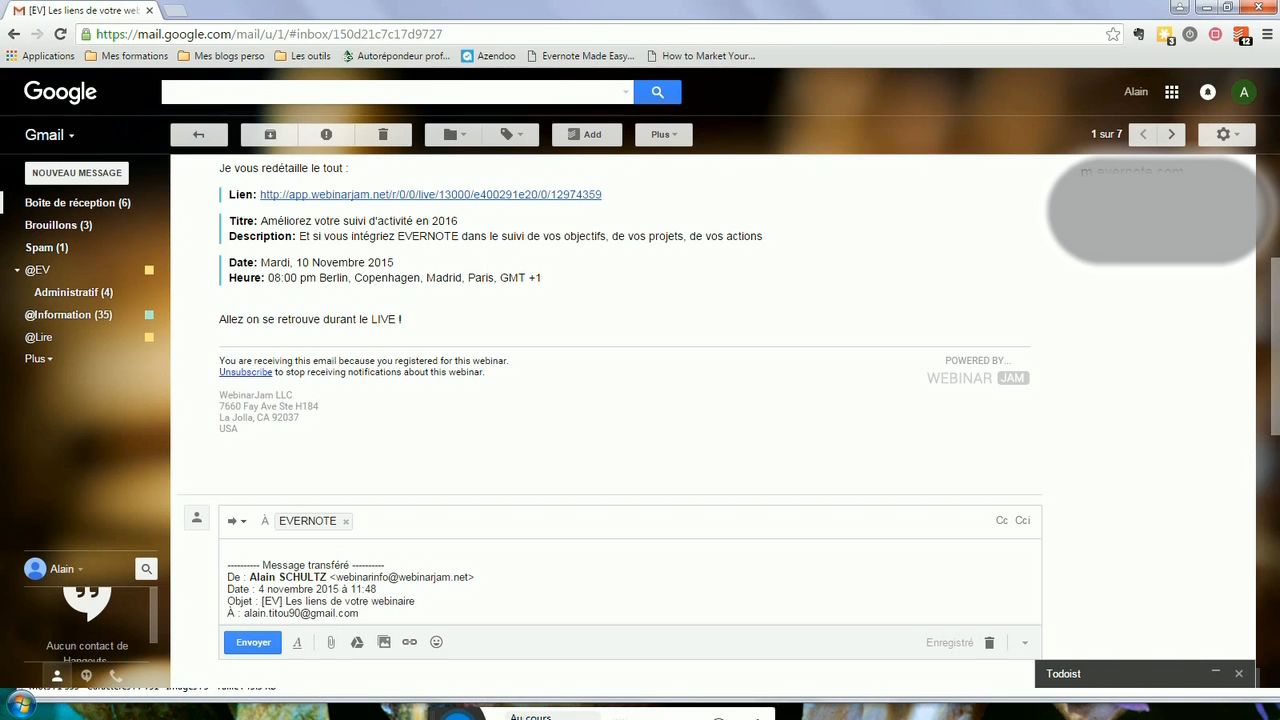 [EV] Les liens de votre web
https://mail.google.com/mail/u/1/#inbox/150d21c7c17d9727
Applications Mes formations Mes blogs perso Les outils Autorépondeur prof... Azendoo Evernote Made Easy... How to Market Your...
3
12
Google
Alain
A
Gmail
Add
Plus
1 sur 7
NOUVEAU MESSAGE
Boîte de réception (6)
Brouillons (3)
Spam (1)
@EV
Administratif (4)
@Information (35)
@Lire
Plus
Je vous redétaille le tout :
Lien: http://app.webinarjam.net/r/0/0/live/13000/e400291e20/0/12974359
Titre: Améliorez votre suivi d'activité en 2016
Description: Et si vous intégriez EVERNOTE dans le suivi de vos objectifs, de vos projets, de vos actions
Date: Mardi, 10 Novembre 2015
Heure: 08:00 pm Berlin, Copenhagen, Madrid, Paris, GMT +1
Allez on se retrouve durant le LIVE !
You are receiving this email because you registered for this webinar.
Unsubscribe to stop receiving notifications about this webinar.
POWERED BY...
WEBINAR JAM
WebinarJam LLC
7660 Fay Ave Ste H184
La Jolla, CA 92037
USA
m.evernote.com
À EVERNOTE
Cc Cci
---------- Message transféré ----------
De : Alain SCHULTZ <webinarinfo@webinarjam.net>
Date : 4 novembre 2015 à 11:48
Objet : [EV] Les liens de votre webinaire
À : alain.titou90@gmail.com
Envoyer
Enregistré
Alain
Aucun contact de
Hangouts
Todoist
Au cours